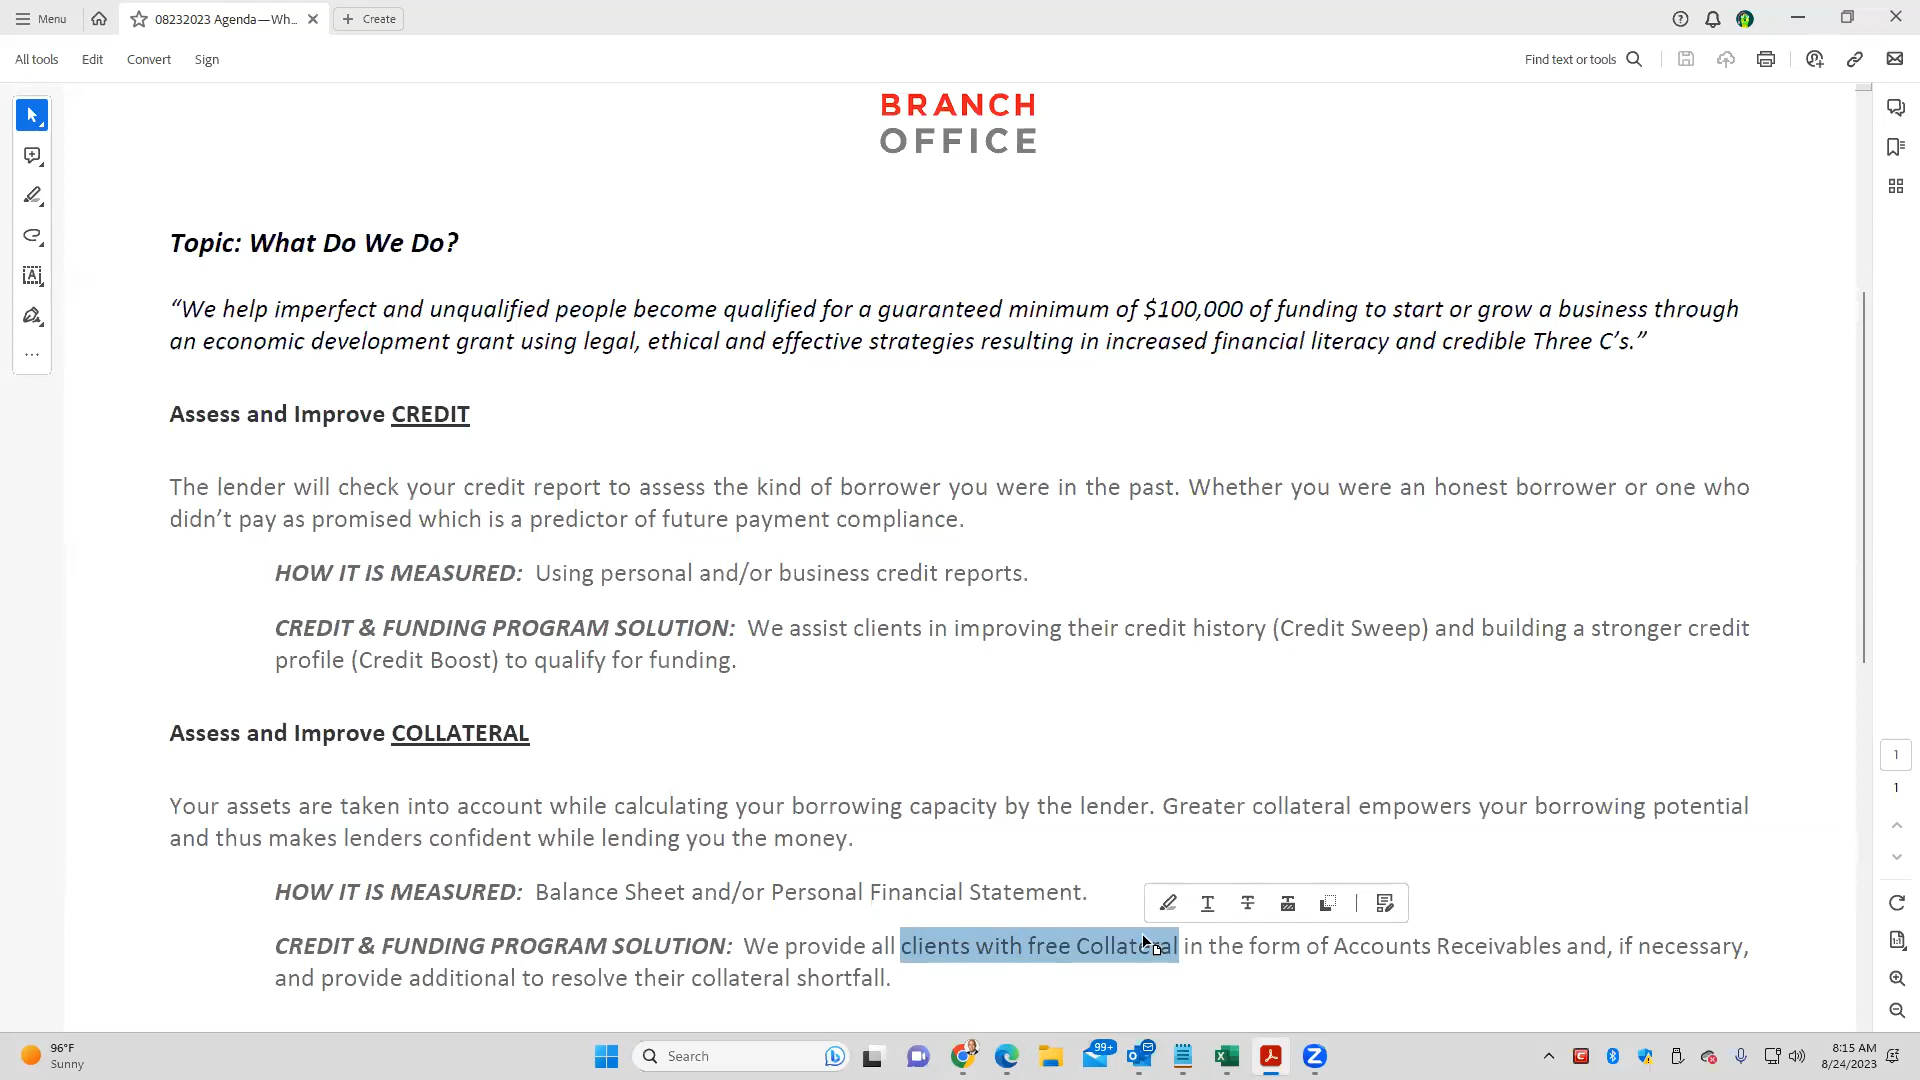 Menu
08232023 Agenda—Wh...
Create
All tools
Edit
Convert
Sign
Find text or tools
BRANCH
OFFICE
Topic: What Do We Do?
“We help imperfect and unqualified people become qualified for a guaranteed minimum of $100,000 of funding to start or grow a business through
an economic development grant using legal, ethical and effective strategies resulting in increased financial literacy and credible Three C’s.”
Assess and Improve CREDIT
The lender will check your credit report to assess the kind of borrower you were in the past. Whether you were an honest borrower or one who
didn’t pay as promised which is a predictor of future payment compliance.
HOW IT IS MEASURED: Using personal and/or business credit reports.
CREDIT & FUNDING PROGRAM SOLUTION: We assist clients in improving their credit history (Credit Sweep) and building a stronger credit
profile (Credit Boost) to qualify for funding.
Assess and Improve COLLATERAL
1
1
Your assets are taken into account while calculating your borrowing capacity by the lender. Greater collateral empowers your borrowing potential
and thus makes lenders confident while lending you the money.
HOW IT IS MEASURED: Balance Sheet and/or Personal Financial Statement.
CREDIT & FUNDING PROGRAM SOLUTION: We provide all clients with free Collateral in the form of Accounts Receivables and, if necessary,
and provide additional to resolve their collateral shortfall.
96°F
Sunny
Search
99+
8:15 AM
8/24/2023